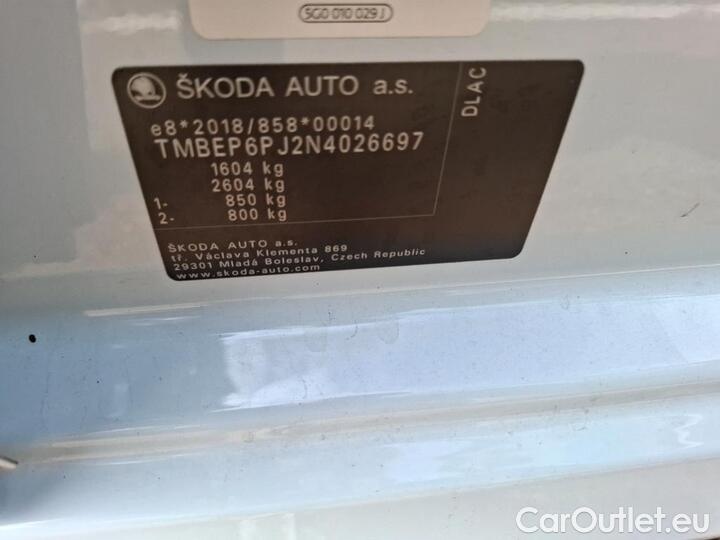 5G0 010 029 J
ŠKODA AUTO a.s.
DLAC
e8*2018/858*00014
TMBEP6PJ2N4026697
1604 kg
2604 kg
1- 850 kg
2- 800 kg
ŠKODA AUTO a.s.
tř. Václava Klementa 869
29301 Mladá Boleslav, Czech Republic
www.skoda-auto.com
CarOutlet.eu